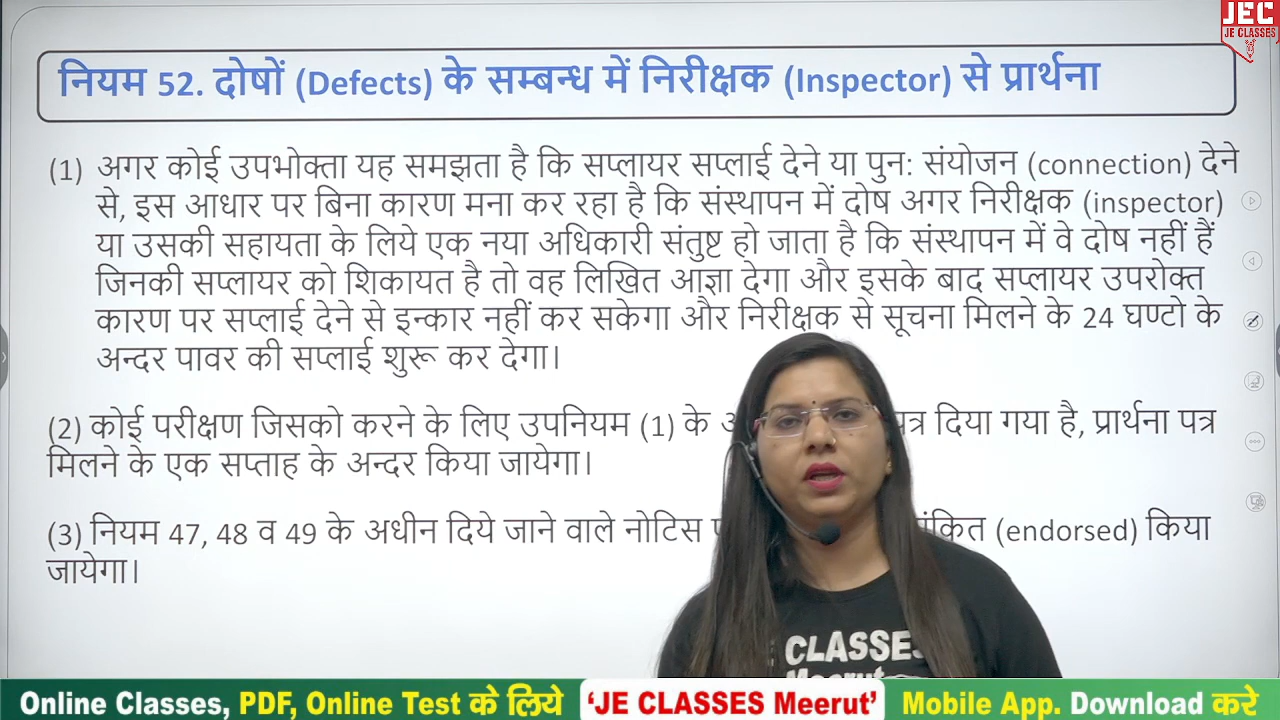 JEC
JE CLASSES
नियम 52. दोषों (Defects) के सम्बन्ध में निरीक्षक (Inspector) से प्रार्थना
(1) अगर कोई उपभोक्ता यह समझता है कि सप्लायर सप्लाई देने या पुन: संयोजन (connection) देने
से, इस आधार पर बिना कारण मना कर रहा है कि संस्थापन में दोष अगर निरीक्षक (inspector)
या उसकी सहायता के लिये एक नया अधिकारी संतुष्ट हो जाता है कि संस्थापन में वे दोष नहीं हैं
जिनकी सप्लायर को शिकायत है तो वह लिखित आज्ञा देगा और इसके बाद सप्लायर उपरोक्त
कारण पर सप्लाई देने से इन्कार नहीं कर सकेगा और निरीक्षक से सूचना मिलने के 24 घण्टो के
अन्दर पावर की सप्लाई शुरू कर देगा।
(2) कोई परीक्षण जिसको करने के लिए उपनियम (1) के पत्र दिया गया है, प्रार्थना पत्र
मिलने के एक सप्ताह के अन्दर किया जायेगा।
(3) नियम 47, 48 व 49 के अधीन दिये जाने वाले नोटिस (endorsed) किया
जायेगा।
CLASSES
Meerut
Online Classes, PDF, Online Test के लिये 'JE CLASSES Meerut' Mobile App. Download करे